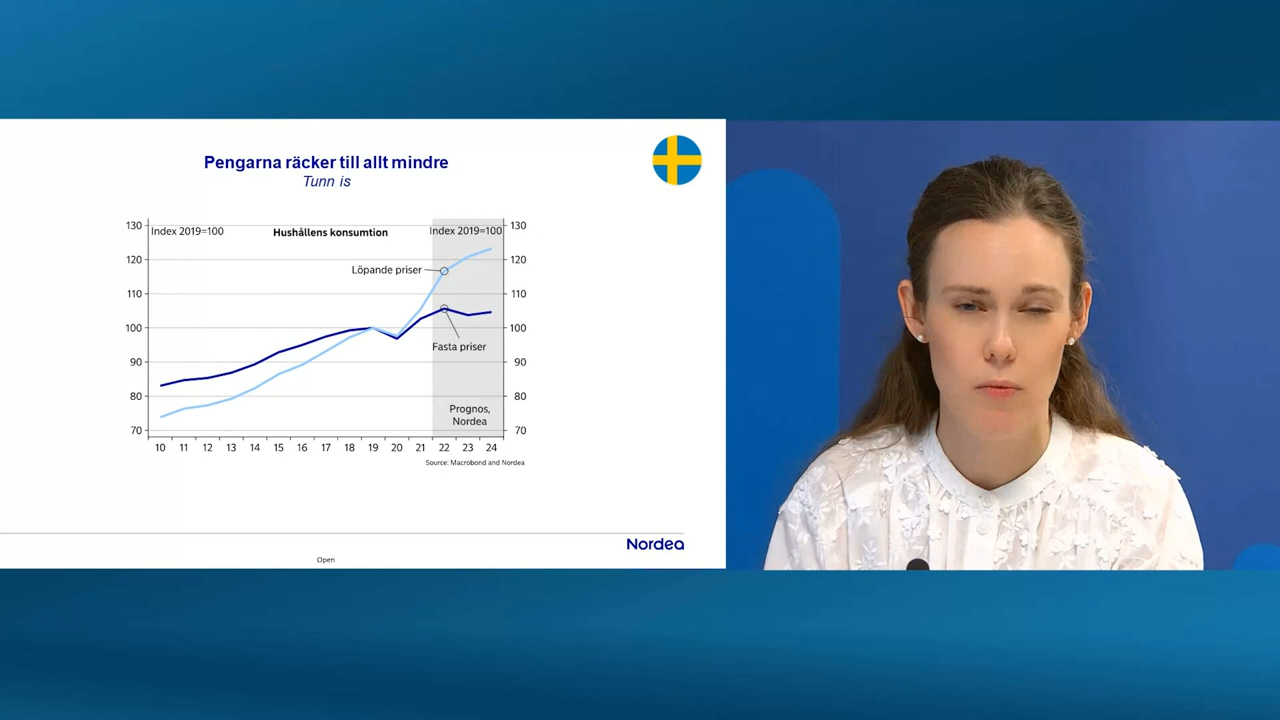 Pengarna räcker till allt mindre
Tunn is
130
120
110
100
90
80
70
Index 2019=100
Hushållens konsumtion
Index 2019=100
Löpande priser
Fasta priser
Prognos,
Nordea
130
120
110
100
90
80
70
10 11 12 13 14 15 16 17 18 19 20 21 22 23 24
Source: Macrobond and Nordea
Nordea
Open